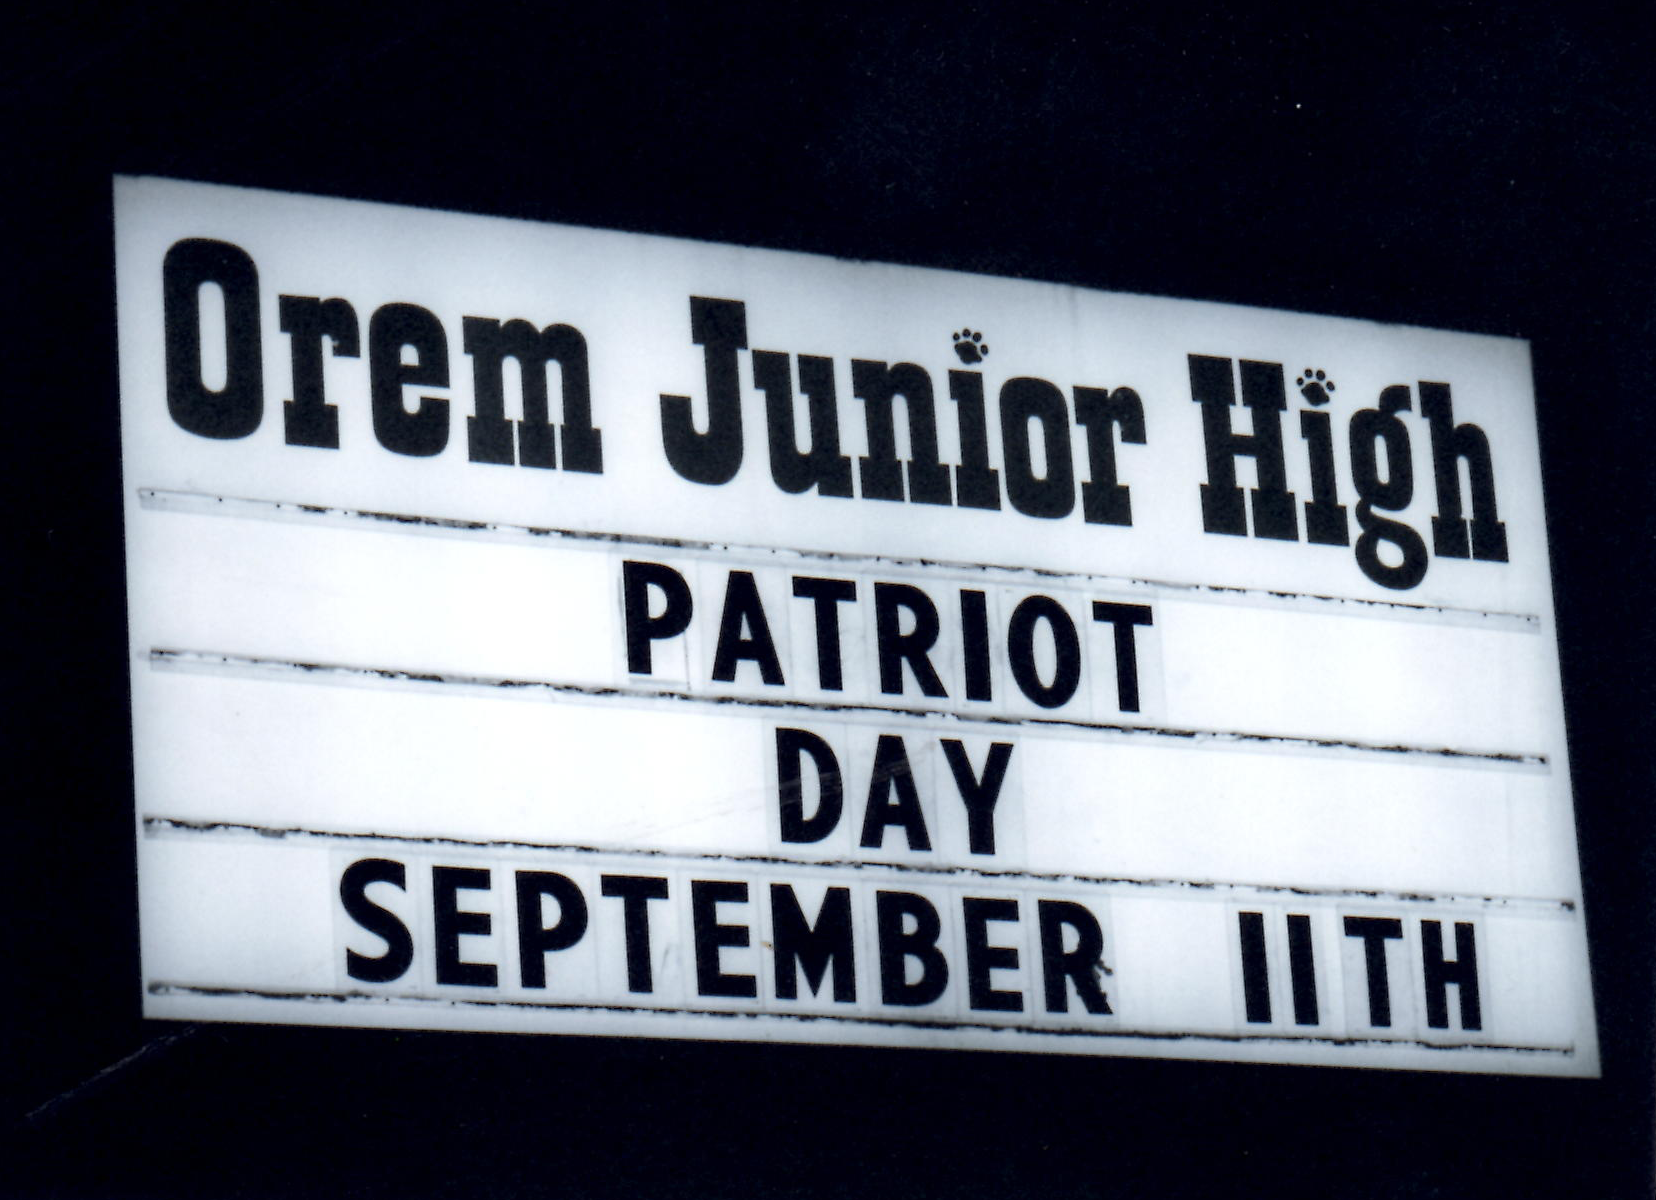 Orem Junior High
PATRIOT
DAY
SEPTEMBER 11TH